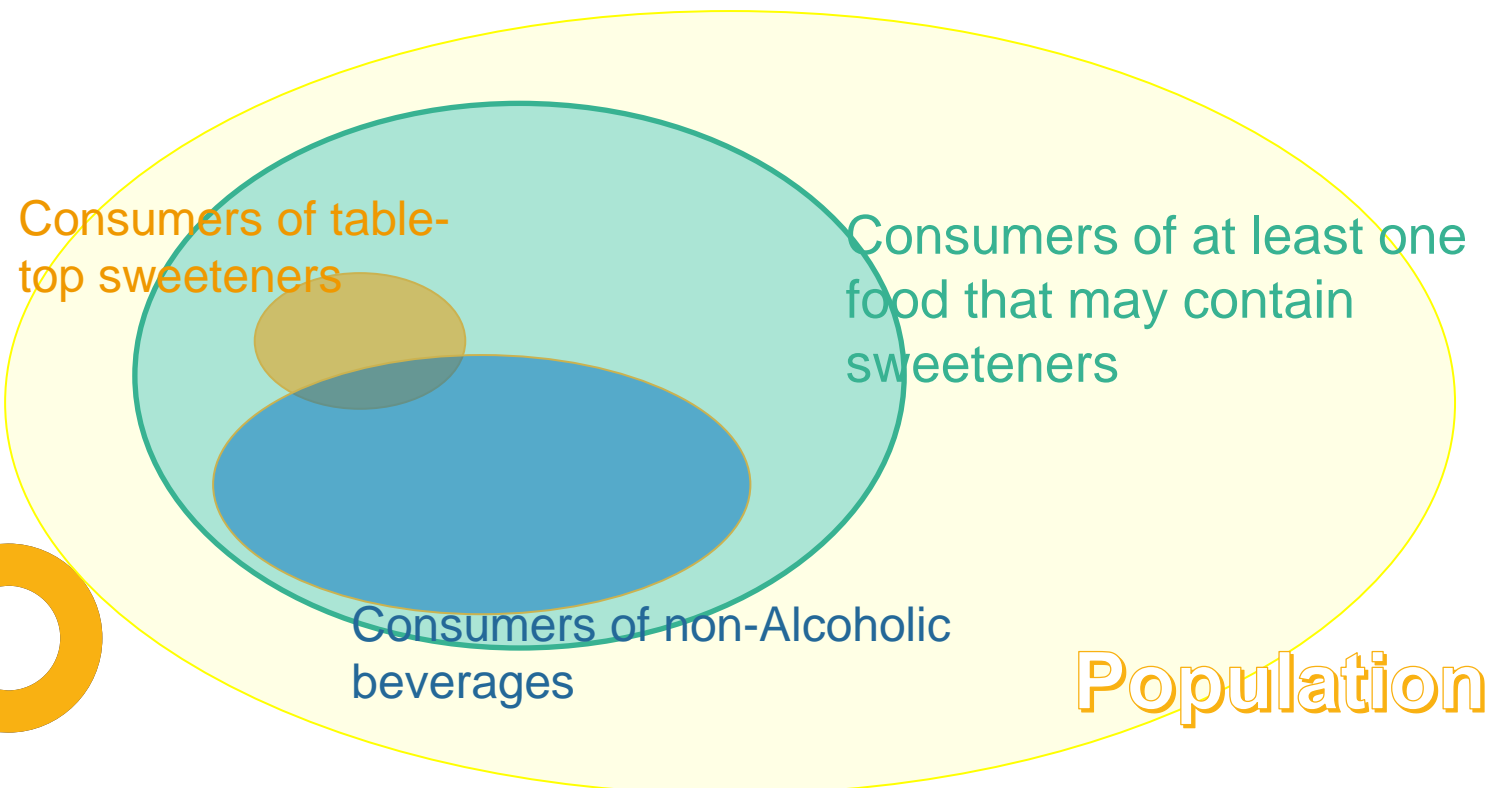 Consumers of table-
top sweeteners
Consumers of at least one
food that may contain
sweeteners
Consumers of non-Alcoholic
beverages
Population